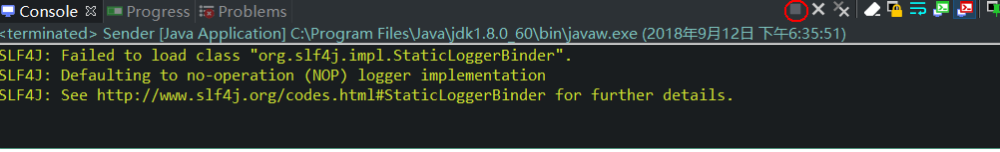 Console Progress Problems
<terminated> Sender [Java Application] C:\Program Files\Java\jdk1.8.0_60\bin\javaw.exe (2018年9月12日 下午6:35:51)
SLF4J: Failed to load class "org.slf4j.impl.StaticLoggerBinder".
SLF4J: Defaulting to no-operation (NOP) logger implementation
SLF4J: See http://www.slf4j.org/codes.html#StaticLoggerBinder for further details.